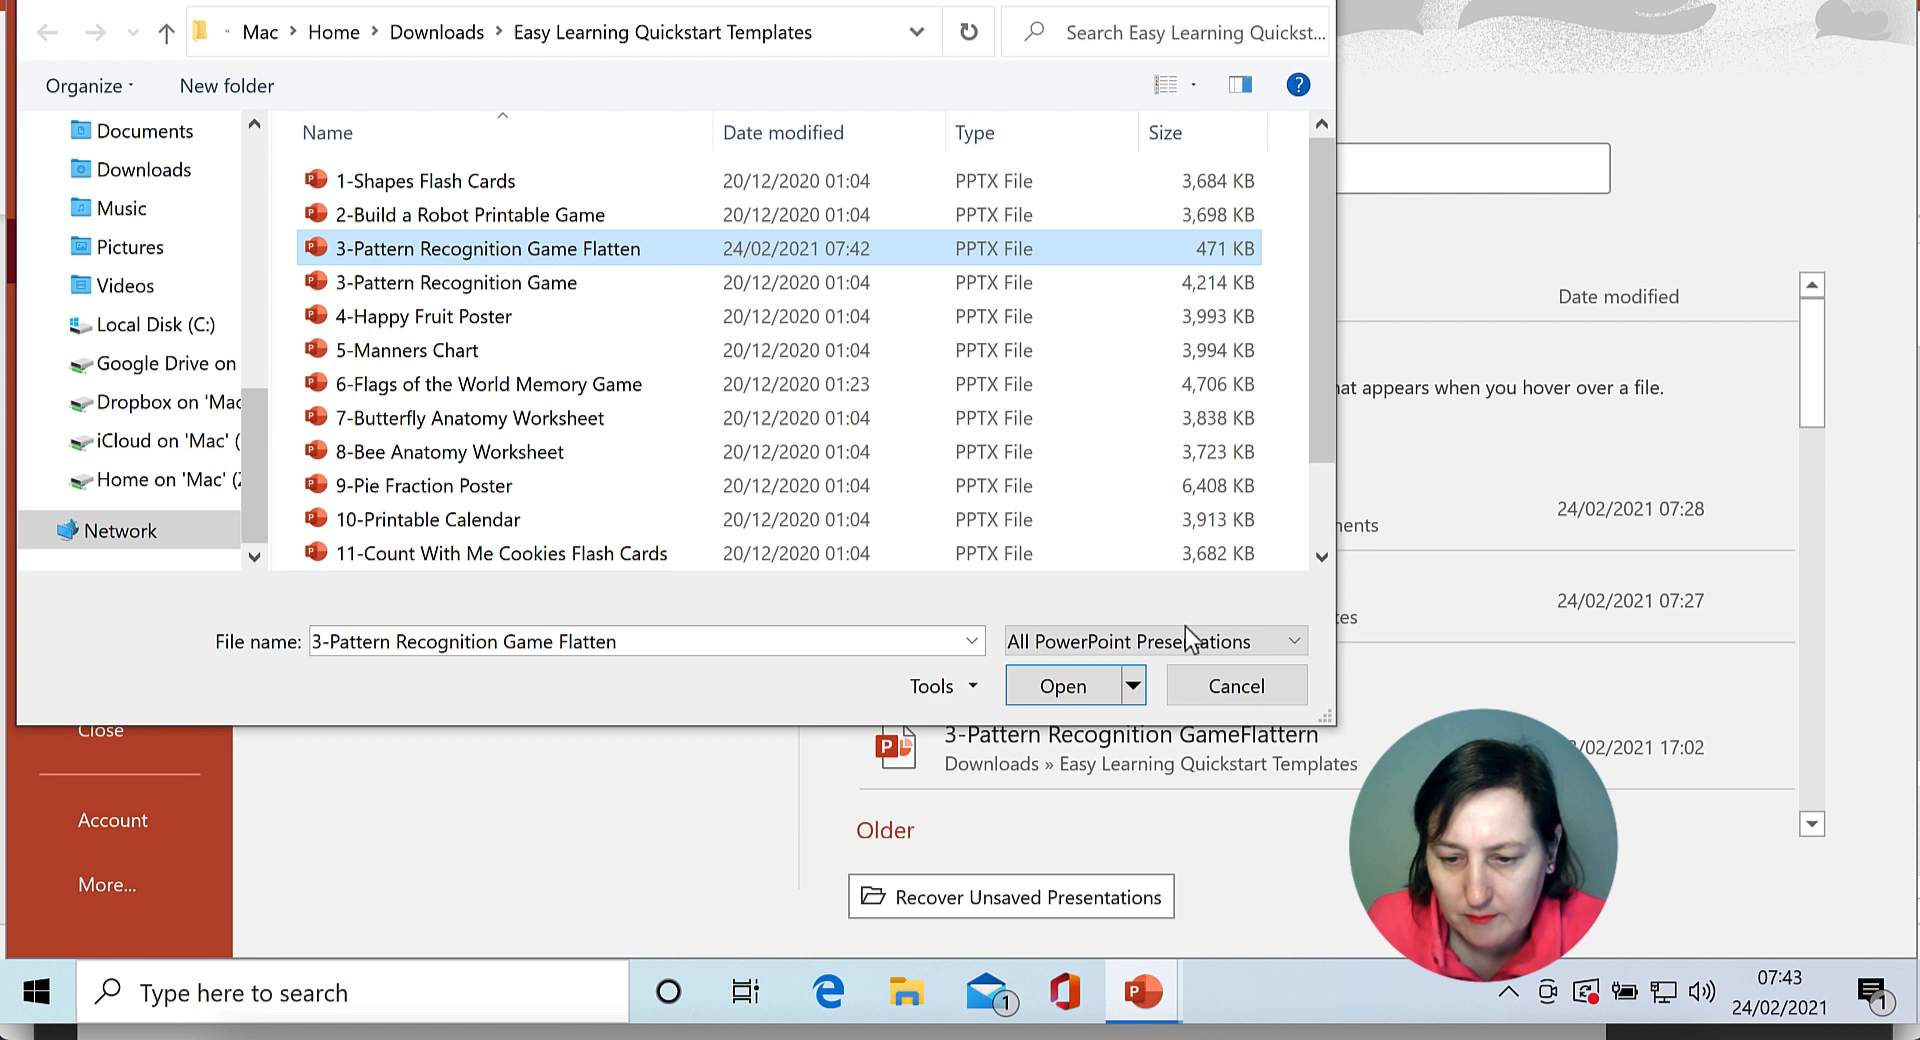 Mac > Home > Downloads > Easy Learning Quickstart Templates
Search Easy Learning Quickst...
Organize
New folder
?
Documents
Downloads
Music
Pictures
Videos
Local Disk (C:)
Google Drive on
Dropbox on 'Mac
iCloud on 'Mac' (
Home on 'Mac' (Z
Network
Name Date modified Type Size
1-Shapes Flash Cards 20/12/2020 01:04 PPTX File 3,684 KB
2-Build a Robot Printable Game 20/12/2020 01:04 PPTX File 3,698 KB
3-Pattern Recognition Game Flatten 24/02/2021 07:42 PPTX File 471 KB
3-Pattern Recognition Game 20/12/2020 01:04 PPTX File 4,214 KB
4-Happy Fruit Poster 20/12/2020 01:04 PPTX File 3,993 KB
5-Manners Chart 20/12/2020 01:04 PPTX File 3,994 KB
6-Flags of the World Memory Game 20/12/2020 01:23 PPTX File 4,706 KB
7-Butterfly Anatomy Worksheet 20/12/2020 01:04 PPTX File 3,838 KB
8-Bee Anatomy Worksheet 20/12/2020 01:04 PPTX File 3,723 KB
9-Pie Fraction Poster 20/12/2020 01:04 PPTX File 6,408 KB
10-Printable Calendar 20/12/2020 01:04 PPTX File 3,913 KB
11-Count With Me Cookies Flash Cards 20/12/2020 01:04 PPTX File 3,682 KB
File name: 3-Pattern Recognition Game Flatten
All PowerPoint Presentations
Tools
Open
Cancel
Date modified
hat appears when you hover over a file.
24/02/2021 07:28
ments
24/02/2021 07:27
tes
3-Pattern Recognition GameFlattern
/02/2021 17:02
Downloads » Easy Learning Quickstart Templates
Older
Recover Unsaved Presentations
Close
Account
More...
Type here to search
1
07:43
24/02/2021
1